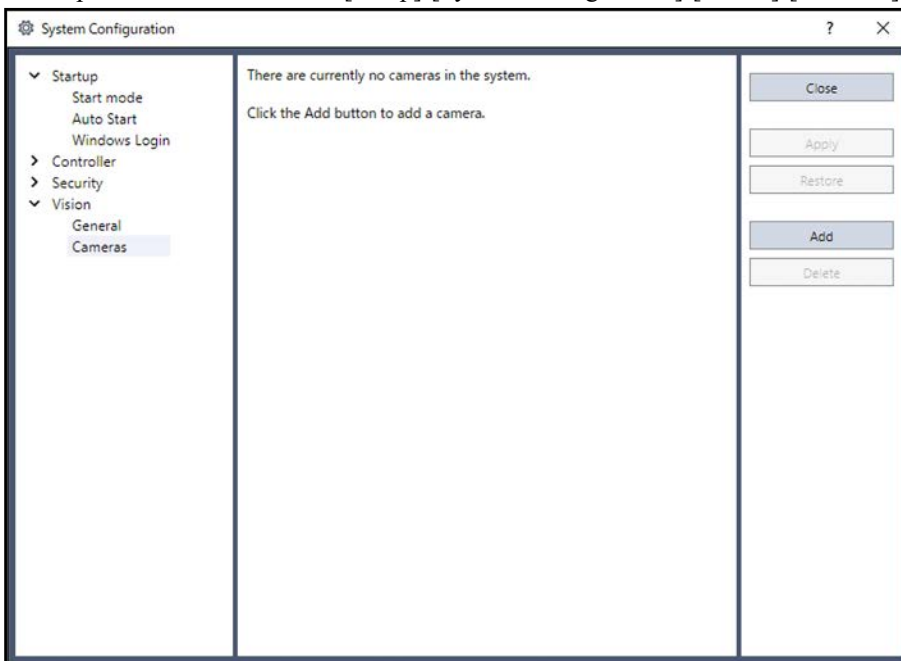 System Configuration
?
Startup
Start mode
Auto Start
Windows Login
Controller
Security
Vision
General
Cameras
There are currently no cameras in the system.
Click the Add button to add a camera.
Close
Apply
Restore
Add
Delete